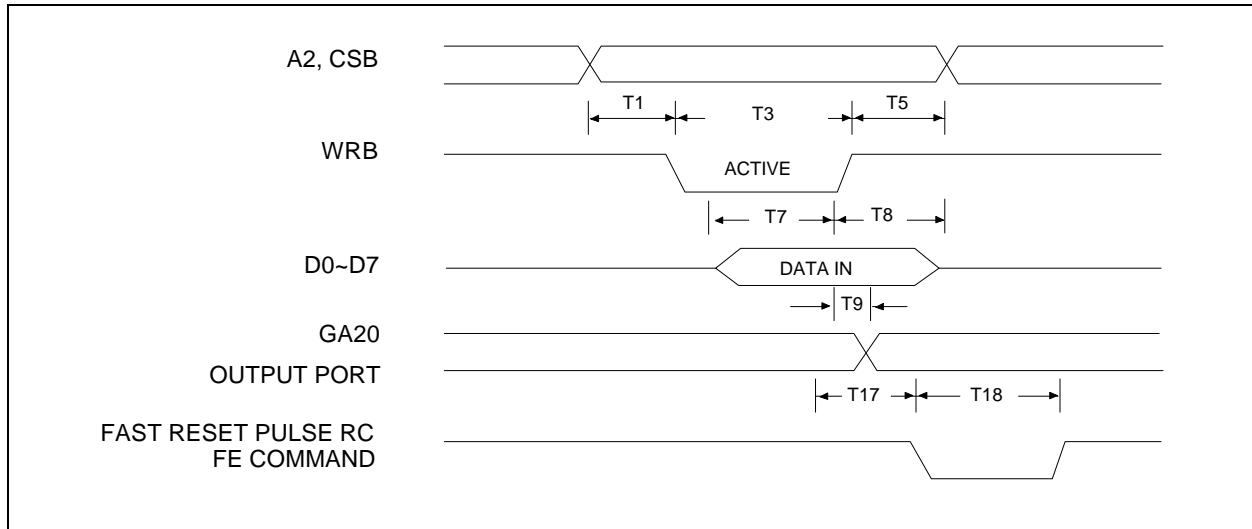 A2, CSB
T1
T3
T5
WRB
ACTIVE
T7
T8
D0~D7
DATA IN
T9
GA20
OUTPUT PORT
T17
T18
FAST RESET PULSE RC
FE COMMAND